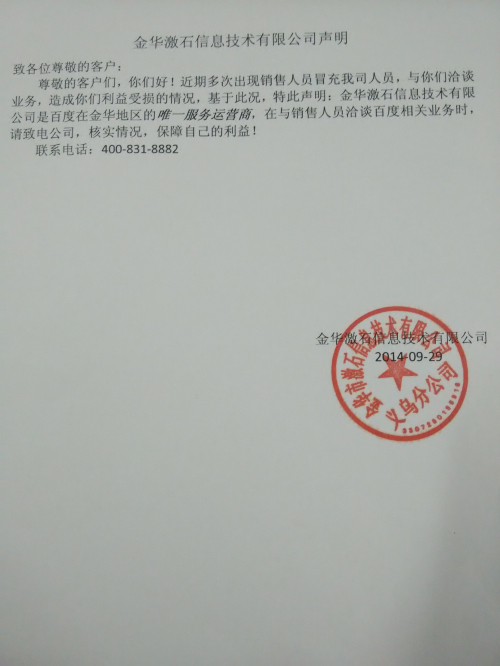 金华激石信息技术有限公司声明
致各位尊敬的客户：
尊敬的客户们，你们好！近期多次出现销售人员冒充我司人员，与你们洽谈
业务，造成你们利益受损的情况，基于此况，特此声明：金华激石信息技术有限
公司是百度在金华地区的唯一服务运营商，在与销售人员洽谈百度相关业务时，
请致电公司，核实情况，保障自己的利益！
联系电话：400-831-8882
金华激石信息技术有限公司
2014-09-29
金华市激石信息技术有限公司
义乌分公司